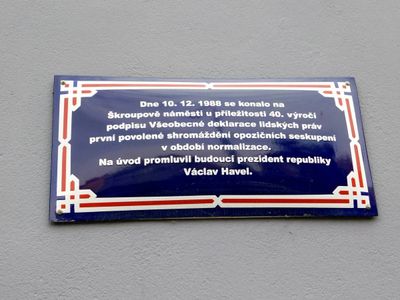 Dne 10. 12. 1988 se konalo na
Škroupově náměstí u příležitosti 40. výročí
podpisu Všeobecné deklarace lidských práv
první povolené shromáždění opozičních seskupení
v období normalizace.
Na úvod promluvil budoucí prezident republiky
Václav Havel.